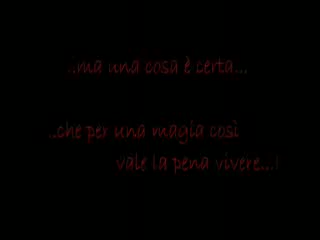 ..ma una cosa è certa...
..che per una magia così
vale la pena vivere...!